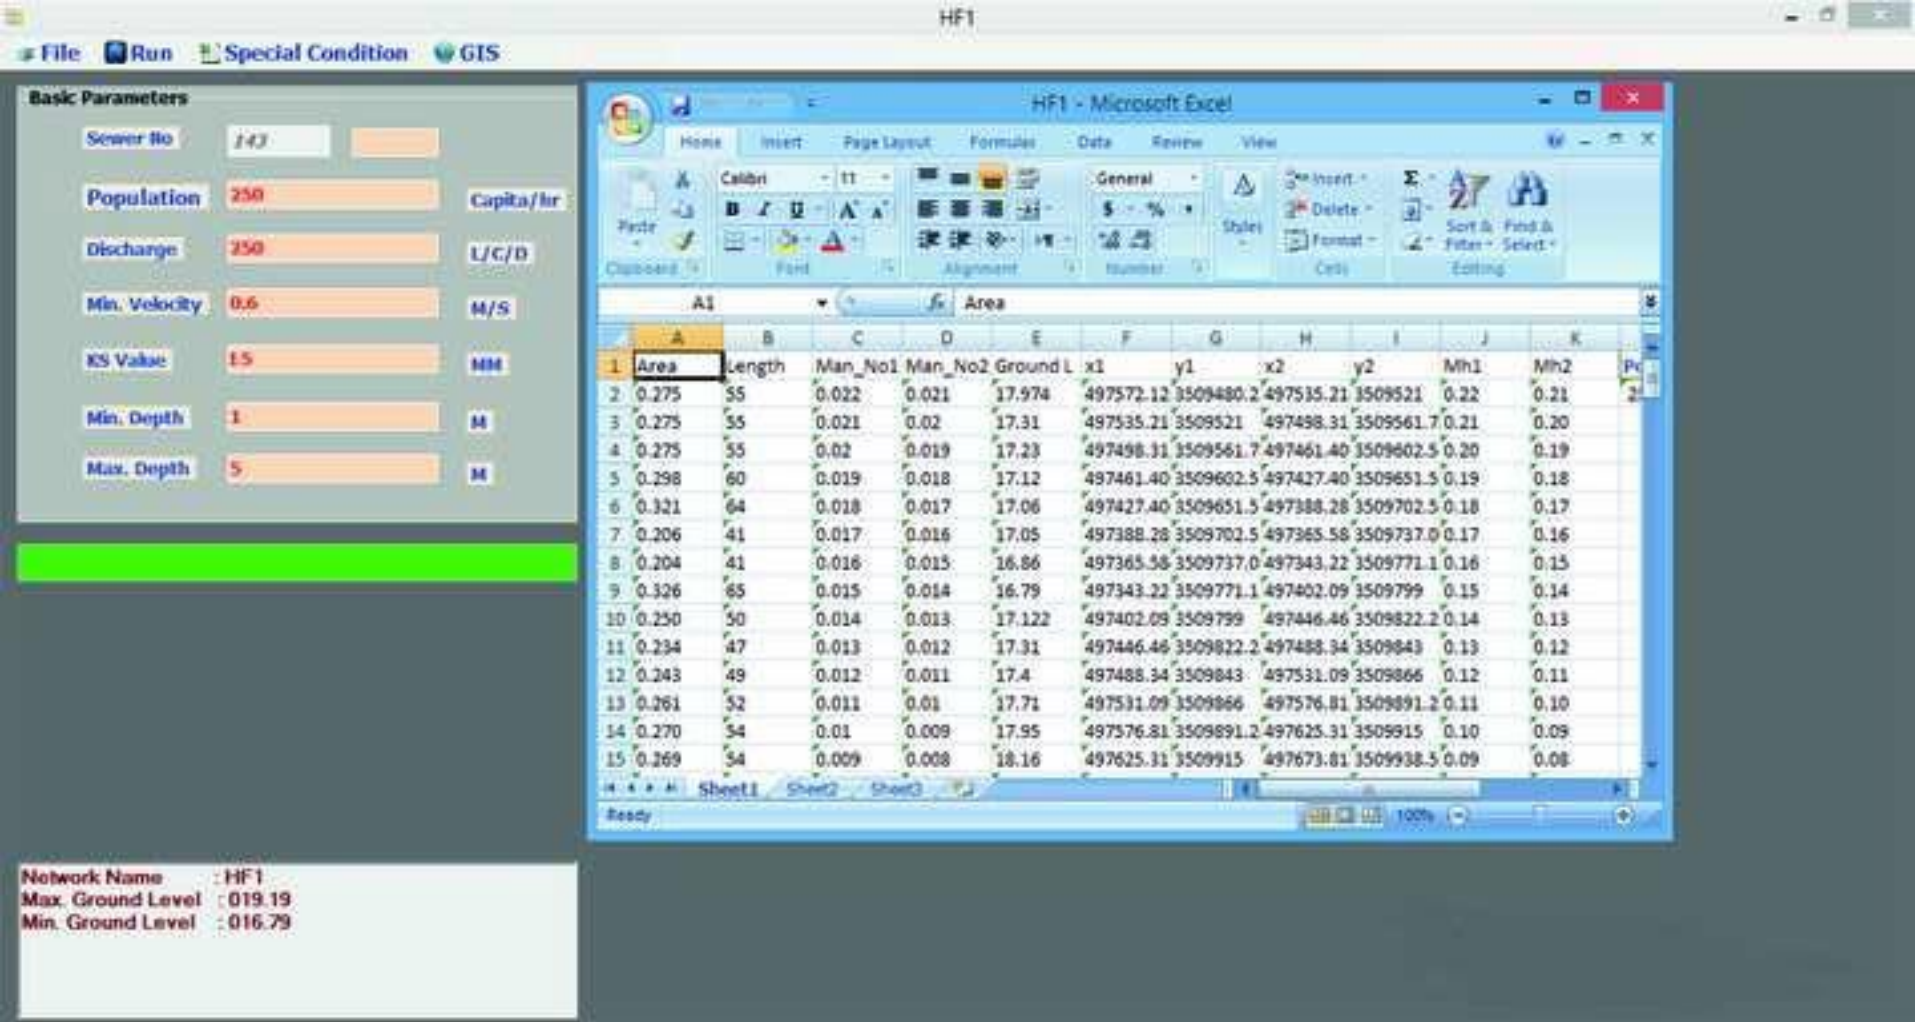 HF1
File Run Special Condition GIS
Basic Parameters
Sewer No 143
Population 250 Capita/hr
Discharge 250 L/C/D
Min. Velocity 0.6 M/S
KS Value 1.5 MM
Min. Depth 1 M
Max. Depth 5 M
Network Name : HF1
Max. Ground Level : 019.19
Min. Ground Level : 016.79
HF1 - Microsoft Excel
Home Insert Page Layout Formulas Data Review View
Calibri 11 General Insert Σ
Paste B I U A A $ % Styles Delete Sort & Find &
Format Filter Select
Clipboard Font Alignment Number Cells Editing
A1 fx Area
A B C D E F G H I J K
1 Area Length Man_No1 Man_No2 Ground L x1 y1 x2 y2 Mh1 Mh2
2 0.275 55 0.022 0.021 17.974 497572.12 3509480.2 497535.21 3509521 0.22 0.21
3 0.275 55 0.021 0.02 17.31 497535.21 3509521 497498.31 3509561.7 0.21 0.20
4 0.275 55 0.02 0.019 17.23 497498.31 3509561.7 497461.40 3509602.5 0.20 0.19
5 0.298 60 0.019 0.018 17.12 497461.40 3509602.5 497427.40 3509651.5 0.19 0.18
6 0.321 64 0.018 0.017 17.06 497427.40 3509651.5 497388.28 3509702.5 0.18 0.17
7 0.206 41 0.017 0.016 17.05 497388.28 3509702.5 497365.58 3509737.0 0.17 0.16
8 0.204 41 0.016 0.015 16.86 497365.58 3509737.0 497343.22 3509771.1 0.16 0.15
9 0.326 65 0.015 0.014 16.79 497343.22 3509771.1 497402.09 3509799 0.15 0.14
10 0.250 50 0.014 0.013 17.122 497402.09 3509799 497446.46 3509822.2 0.14 0.13
11 0.234 47 0.013 0.012 17.31 497446.46 3509822.2 497488.34 3509843 0.13 0.12
12 0.243 49 0.012 0.011 17.4 497488.34 3509843 497531.09 3509866 0.12 0.11
13 0.261 52 0.011 0.01 17.71 497531.09 3509866 497576.81 3509891.2 0.11 0.10
14 0.270 54 0.01 0.009 17.95 497576.81 3509891.2 497625.31 3509915 0.10 0.09
15 0.269 54 0.009 0.008 18.16 497625.31 3509915 497673.81 3509938.5 0.09 0.08
Sheet1 Sheet2 Sheet3
Ready 100%